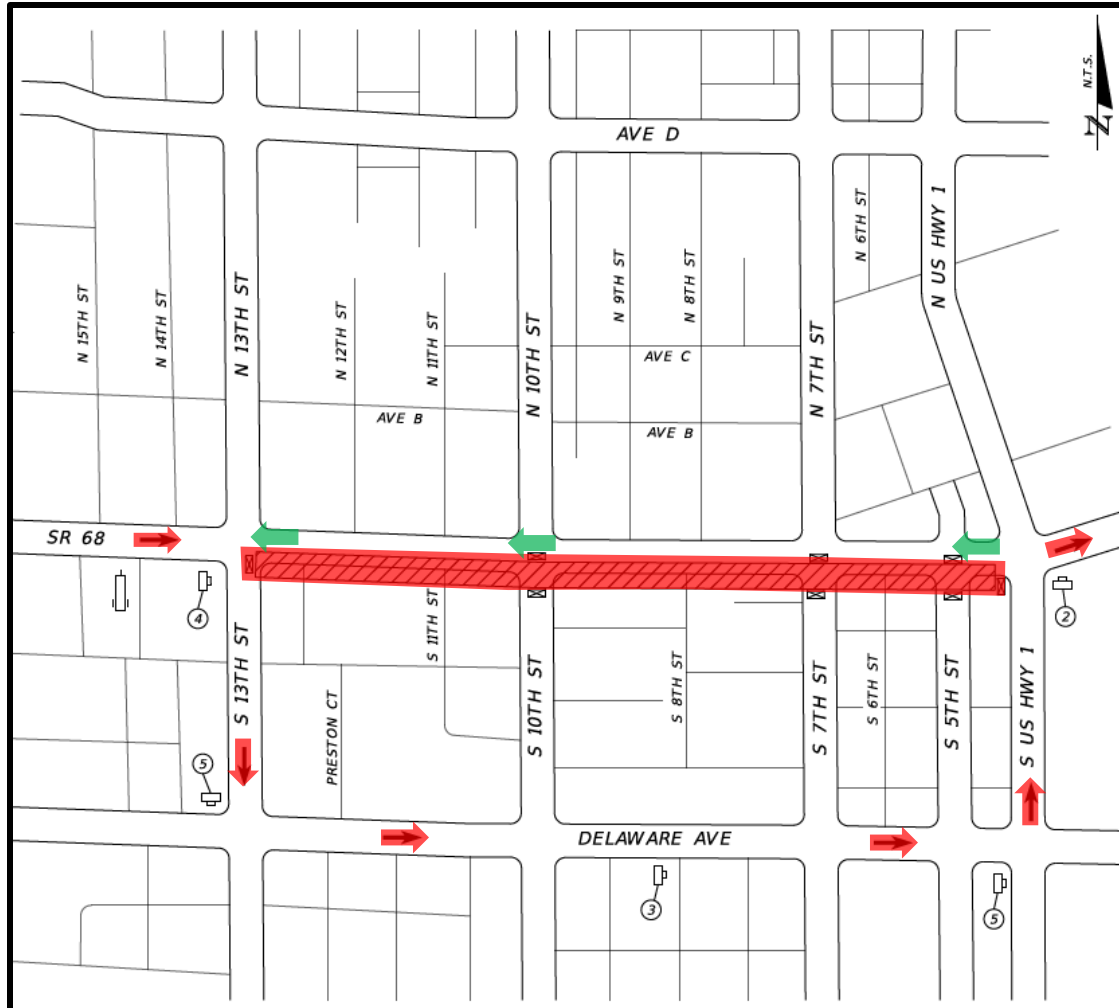 N.T.S.
N
AVE D
N 6TH ST
N US HWY 1
N 15TH ST
N 14TH ST
N 13TH ST
N 12TH ST
N 11TH ST
N 10TH ST
N 9TH ST
N 8TH ST
N 7TH ST
AVE C
AVE B
AVE B
SR 68
4
2
S 13TH ST
S 11TH ST
S 10TH ST
S 8TH ST
S 7TH ST
S 6TH ST
S 5TH ST
S US HWY 1
PRESTON CT
5
DELAWARE AVE
3
5